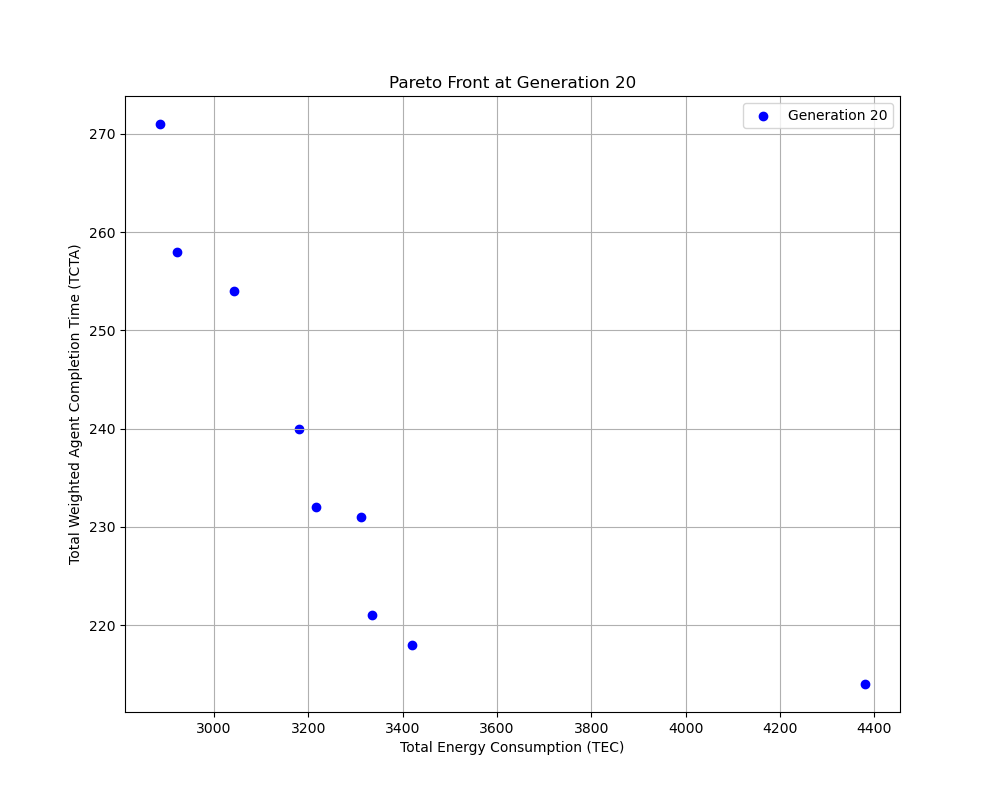 Pareto Front at Generation 20
Generation 20
270
260
250
240
230
220
Total Weighted Agent Completion Time (TCTA)
3000 3200 3400 3600 3800 4000 4200 4400
Total Energy Consumption (TEC)